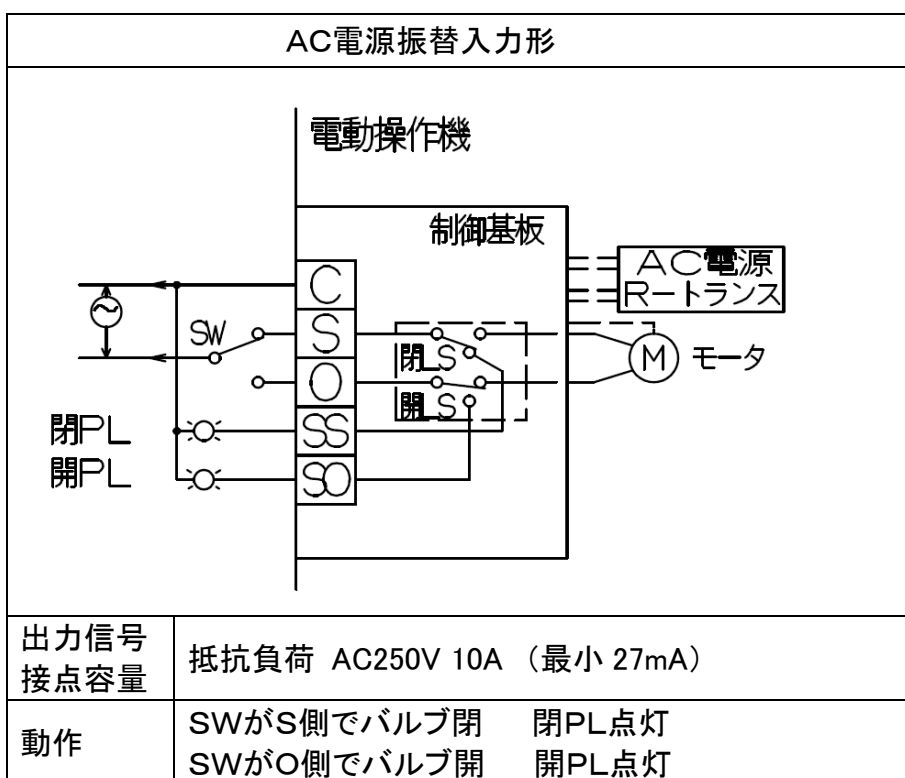 AC電源振替入力形
電動操作機
制御基板
AC電源
R－トランス
C
SW
S
閉LS
M モータ
O
開LS
閉PL
SS
開PL
SO
出力信号
接点容量
抵抗負荷 AC250V 10A （最小 27mA）
動作
SWがS側でバルブ閉　　閉PL点灯
SWがO側でバルブ開　　開PL点灯